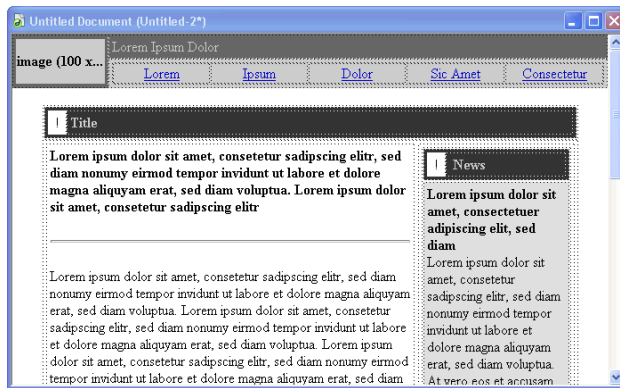 Untitled Document (Untitled-2*)
image (100 x...
Lorem Ipsum Dolor
Lorem Ipsum Dolor Sic Amet Consectetur
! Title
Lorem ipsum dolor sit amet, consetetur sadipscing elitr, sed
diam nonumy eirmod tempor invidunt ut labore et dolore
magna aliquyam erat, sed diam voluptua. Lorem ipsum dolor
sit amet, consetetur sadipscing elitr
Lorem ipsum dolor sit amet, consetetur sadipscing elitr, sed diam
nonumy eirmod tempor invidunt ut labore et dolore magna aliquyam
erat, sed diam voluptua. Lorem ipsum dolor sit amet, consetetur
sadipscing elitr, sed diam nonumy eirmod tempor invidunt ut labore
et dolore magna aliquyam erat, sed diam voluptua. Lorem ipsum
dolor sit amet, consetetur sadipscing elitr, sed diam nonumy eirmod
tempor invidunt ut labore et dolore magna aliquyam erat, sed diam
! News
Lorem ipsum dolor sit
amet, consectetuer
adipiscing elit, sed
diam
Lorem ipsum dolor sit
amet, consetetur
sadipscing elitr, sed diam
nonumy eirmod tempor
invidunt ut labore et
dolore magna aliquyam
erat, sed diam voluptua.
At vero eos et accusam